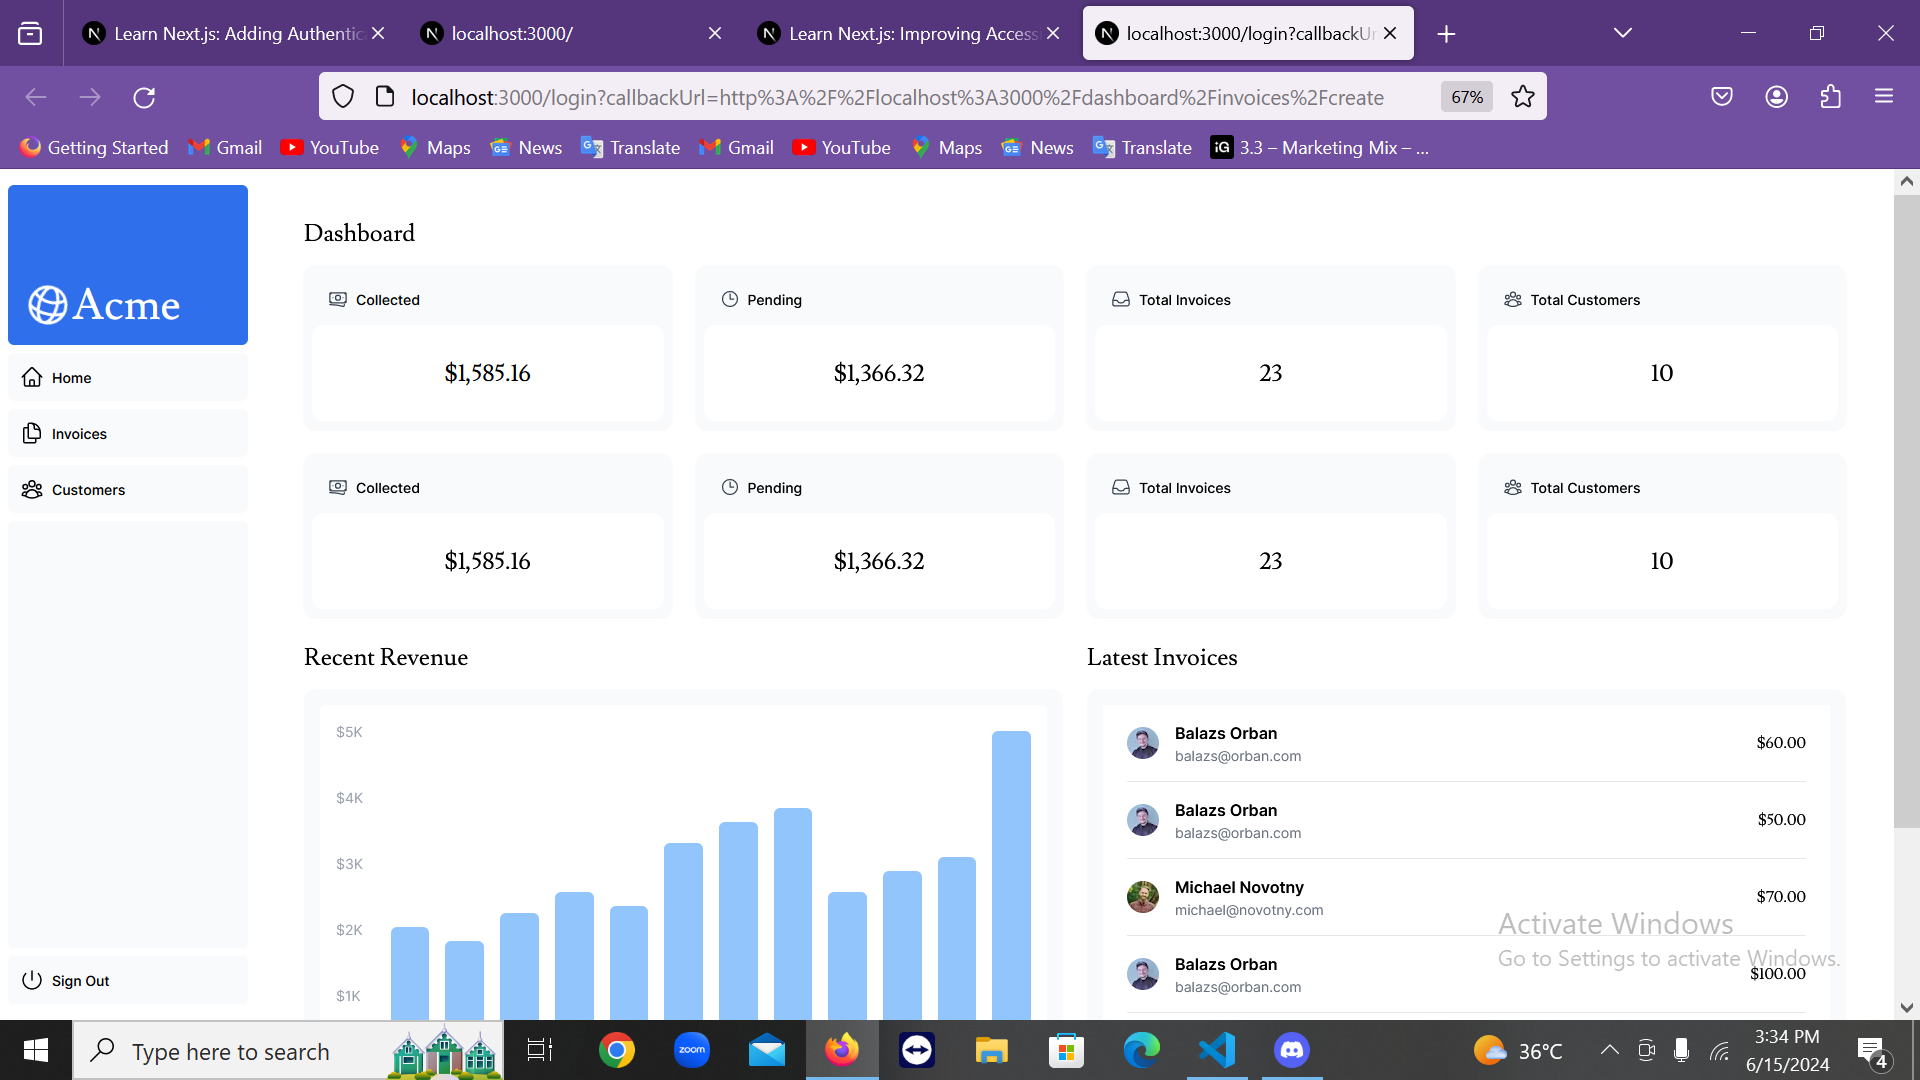 Learn Next.js: Adding Authentic
localhost:3000/
Learn Next.js: Improving Access
localhost:3000/login?callbackUr
localhost:3000/login?callbackUrl=http%3A%2F%2Flocalhost%3A3000%2Fdashboard%2Finvoices%2Fcreate
67%
Getting Started
Gmail
YouTube
Maps
News
Translate
Gmail
YouTube
Maps
News
Translate
iG
3.3 – Marketing Mix – ...
Acme
Home
Invoices
Customers
Sign Out
Dashboard
Collected
$1,585.16
Pending
$1,366.32
Total Invoices
23
Total Customers
10
Collected
$1,585.16
Pending
$1,366.32
Total Invoices
23
Total Customers
10
Recent Revenue
$5K
$4K
$3K
$2K
$1K
Latest Invoices
Balazs Orban
balazs@orban.com
$60.00
Balazs Orban
balazs@orban.com
$50.00
Michael Novotny
michael@novotny.com
$70.00
Balazs Orban
balazs@orban.com
$100.00
Activate Windows
Go to Settings to activate Windows.
Type here to search
zoom
36°C
3:34 PM
6/15/2024
4